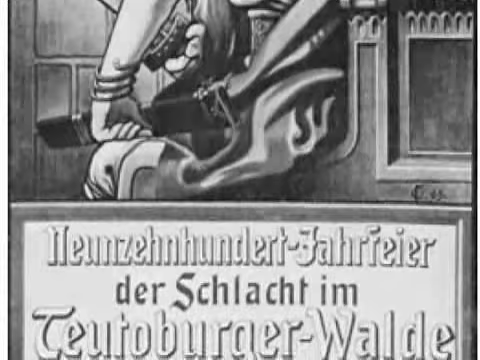 Neunzehnhundert-Jahrfeier
der Schlacht im
Teutoburger-Walde